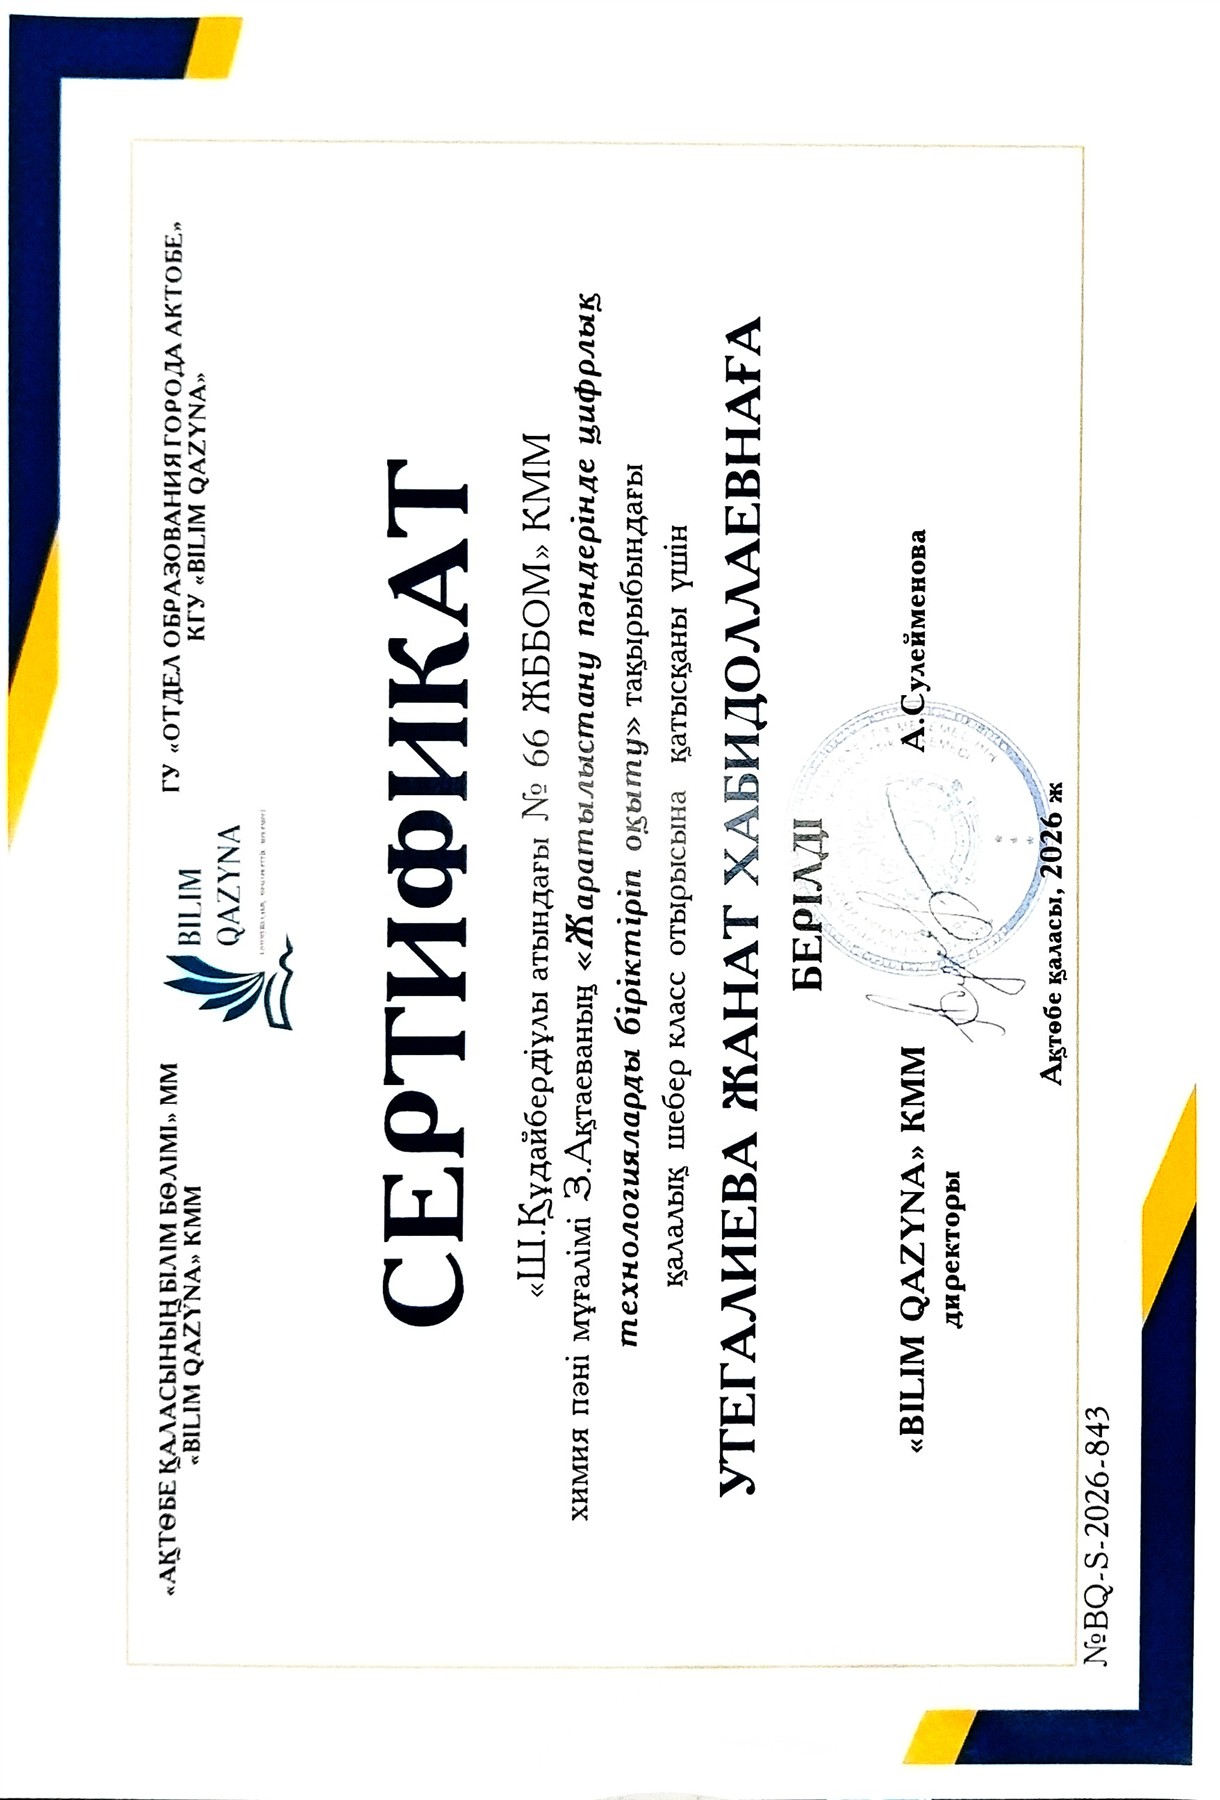 «АҚТӨБЕ ҚАЛАСЫНЫҢ БІЛІМ БӨЛІМІ» ММ
«BILIM QAZYNA» КММ
BILIM
QAZYNA
ГУ «ОТДЕЛ ОБРАЗОВАНИЯ ГОРОДА АКТОБЕ»
КГУ «BILIM QAZYNA»
СЕРТИФИКАТ
«Ш.Құдайбердіұлы атындағы № 66 ЖББОМ» КММ
химия пәні мұғалімі З.Ақтаеваның «Жаратылыстану пәндерінде цифрлық
технологияларды біріктіріп оқыту» тақырыбындағы
қалалық шебер класс отырысына қатысқаны үшін
УТЕГАЛИЕВА ЖАНАТ ХАБИДОЛЛАЕВНАҒА
БЕРІЛДІ
«BILIM QAZYNA» КММ
директоры
А.Сулейменова
Ақтөбе қаласы, 2026 ж
№BQ-S-2026-843